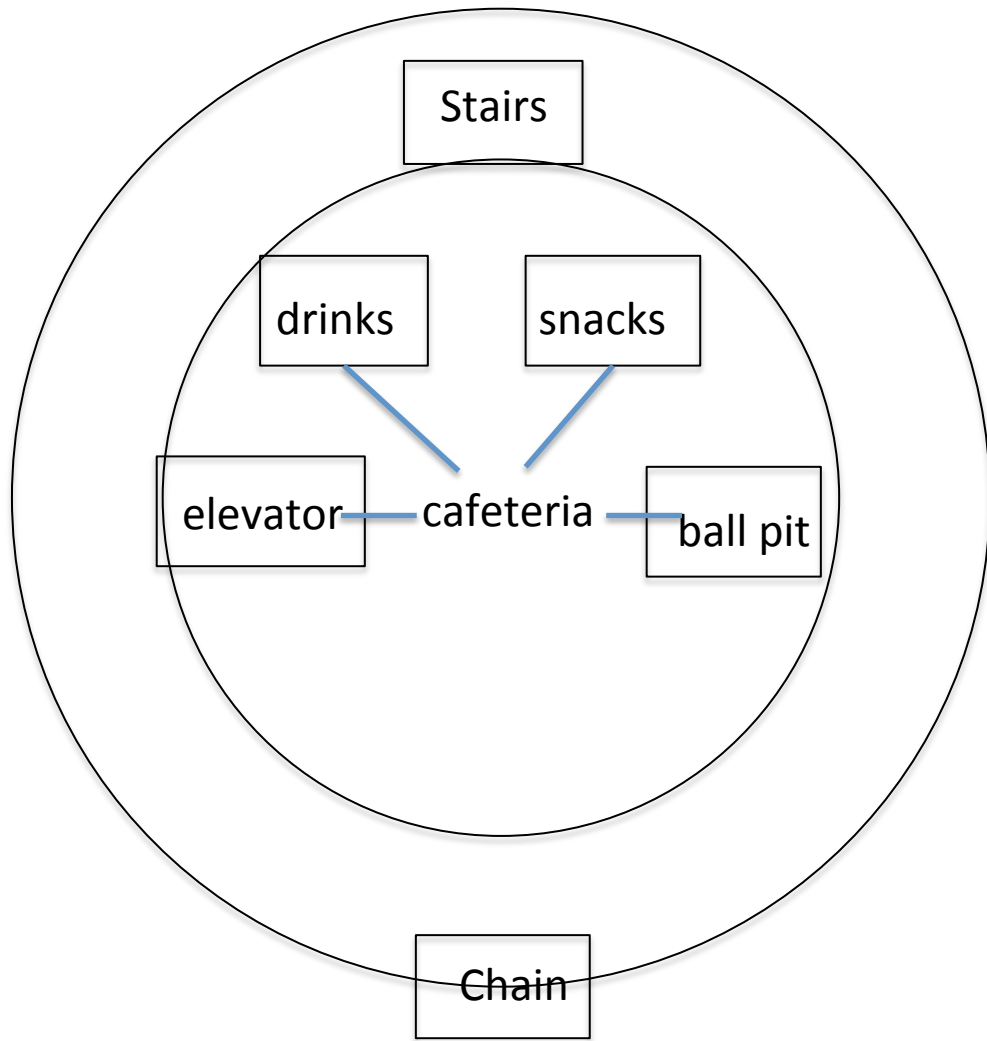 Stairs
drinks
snacks
elevator
cafeteria
ball pit
Chain